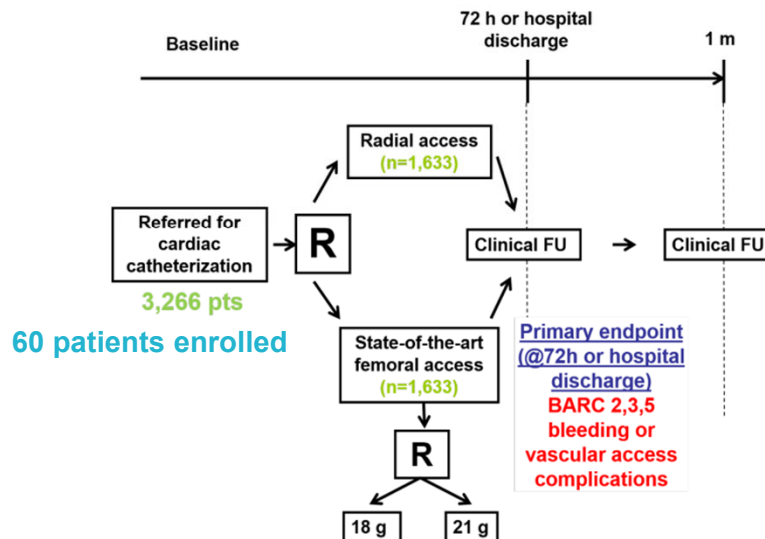 Baseline
72 h or hospital
discharge
1 m
Radial access
(n=1,633)
Referred for
cardiac
catheterization
R
Clinical FU
Clinical FU
3,266 pts
60 patients enrolled
State-of-the-art
femoral access
(n=1,633)
Primary endpoint
(@72h or hospital
discharge)
BARC 2,3,5
bleeding or
vascular access
complications
R
18 g
21 g